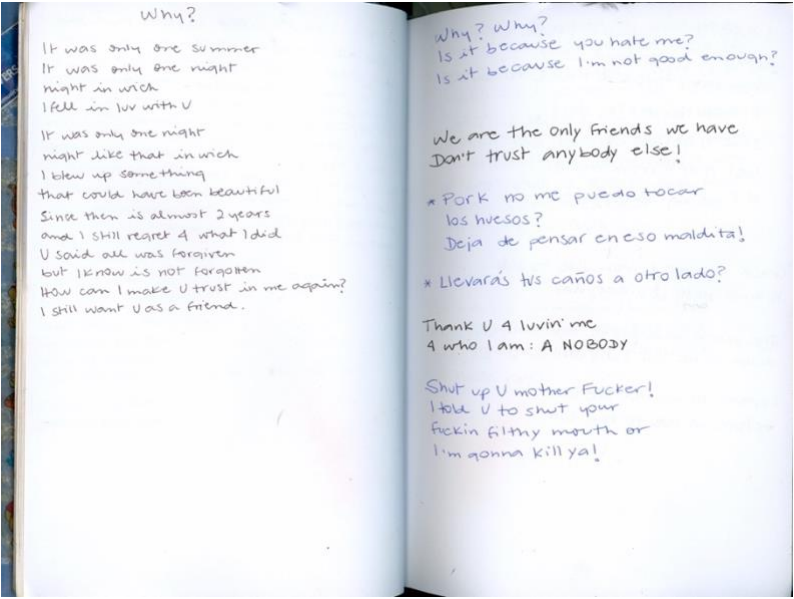 Why?
It was only one summer
It was only one night
night in wich
I fell in luv with U
It was only one night
night like that in wich
I blew up something
that could have been beautiful
Since then is almost 2 years
and I still regret 4 what I did
U said all was forgiven
but I know is not forgotten
How can I make U trust in me again?
I still want U as a friend.
Why? Why?
Is it because you hate me?
Is it because I'm not good enough?
We are the only friends we have
Don't trust anybody else!
* Pork no me puedo tocar
los huesos?
Deja de pensar en eso maldita!
* Llevarás tus caños a otro lado?
Thank U 4 luvin' me
4 who I am: A NOBODY
Shut up U mother Fucker!
I told U to shut your
fuckin filthy mouth or
I'm gonna kill ya!